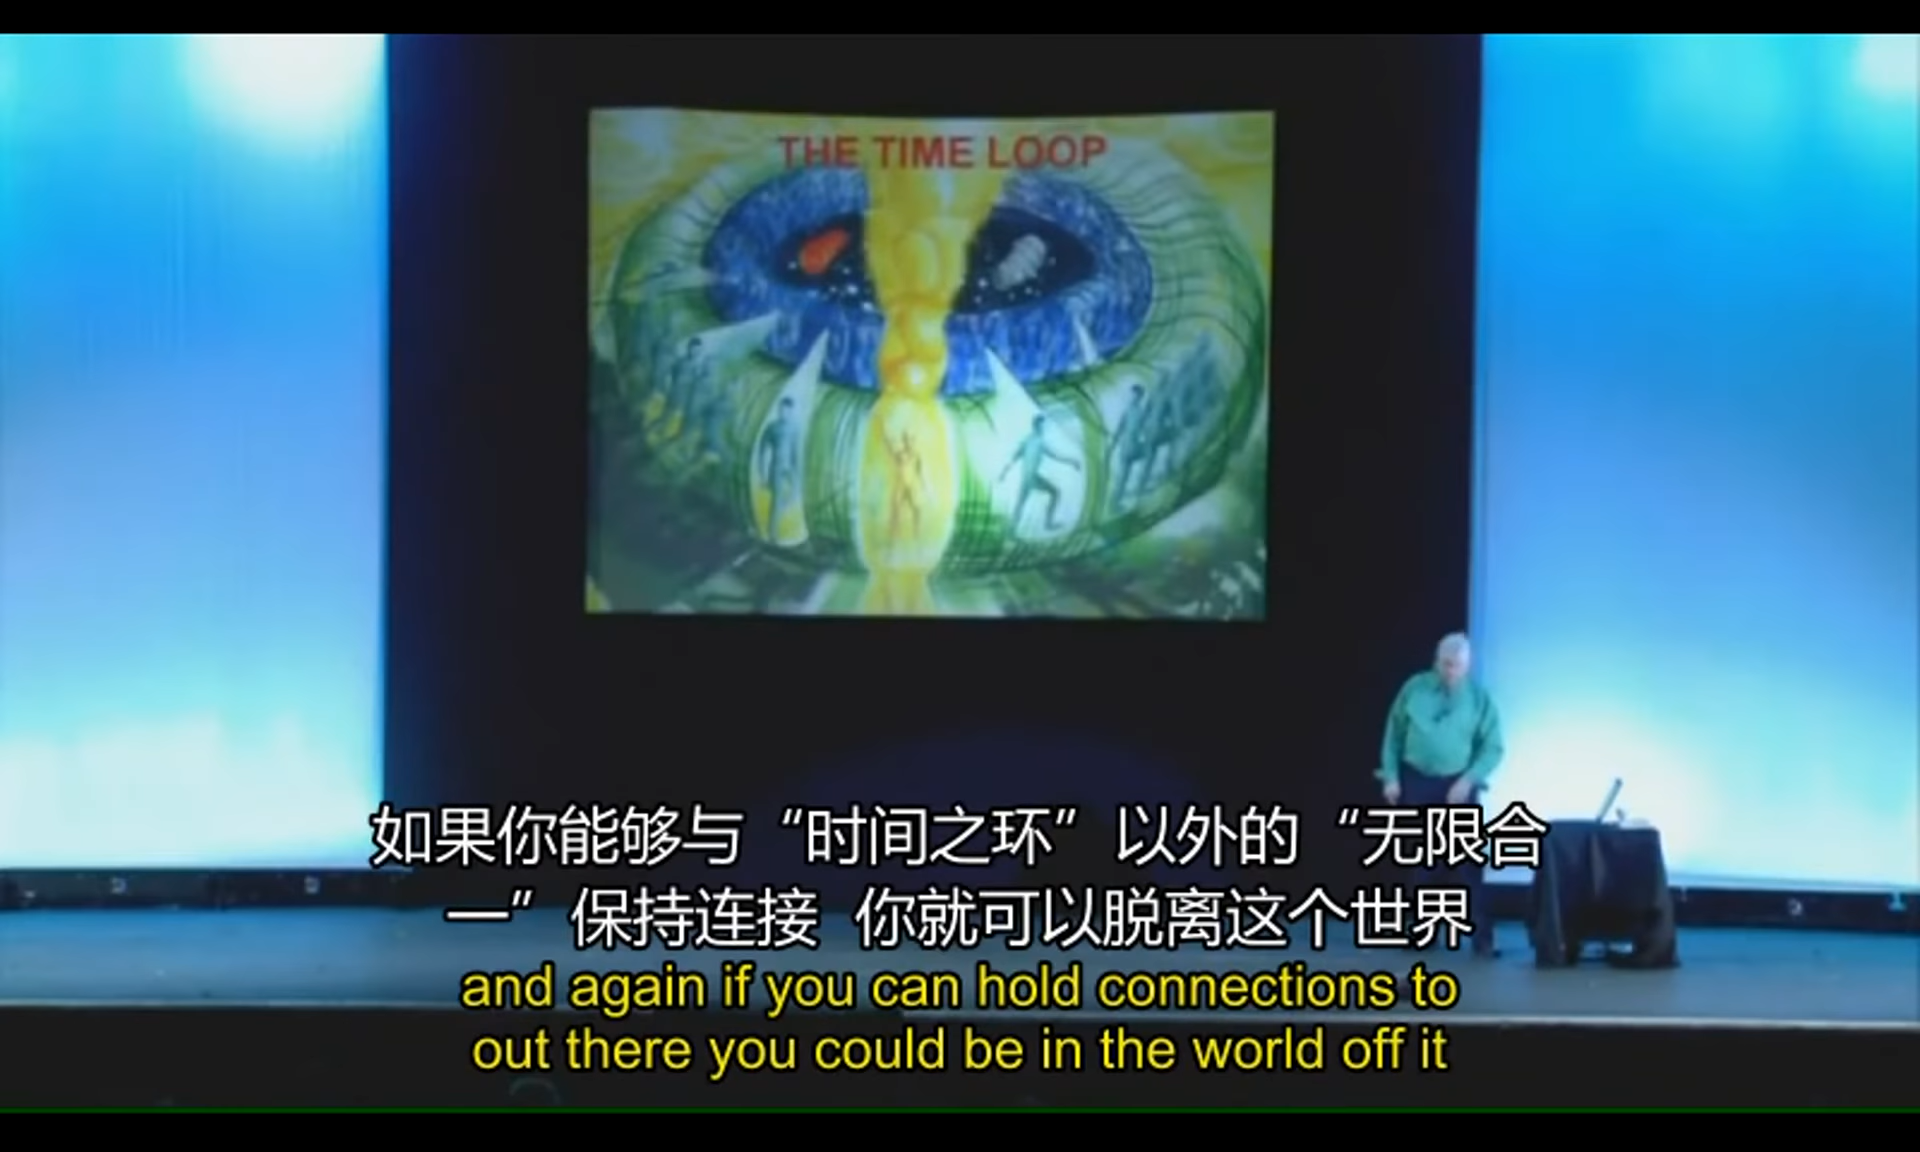 THE TIME LOOP
如果你能够与“时间之环”以外的“无限合
一”保持连接 你就可以脱离这个世界
and again if you can hold connections to
out there you could be in the world off it